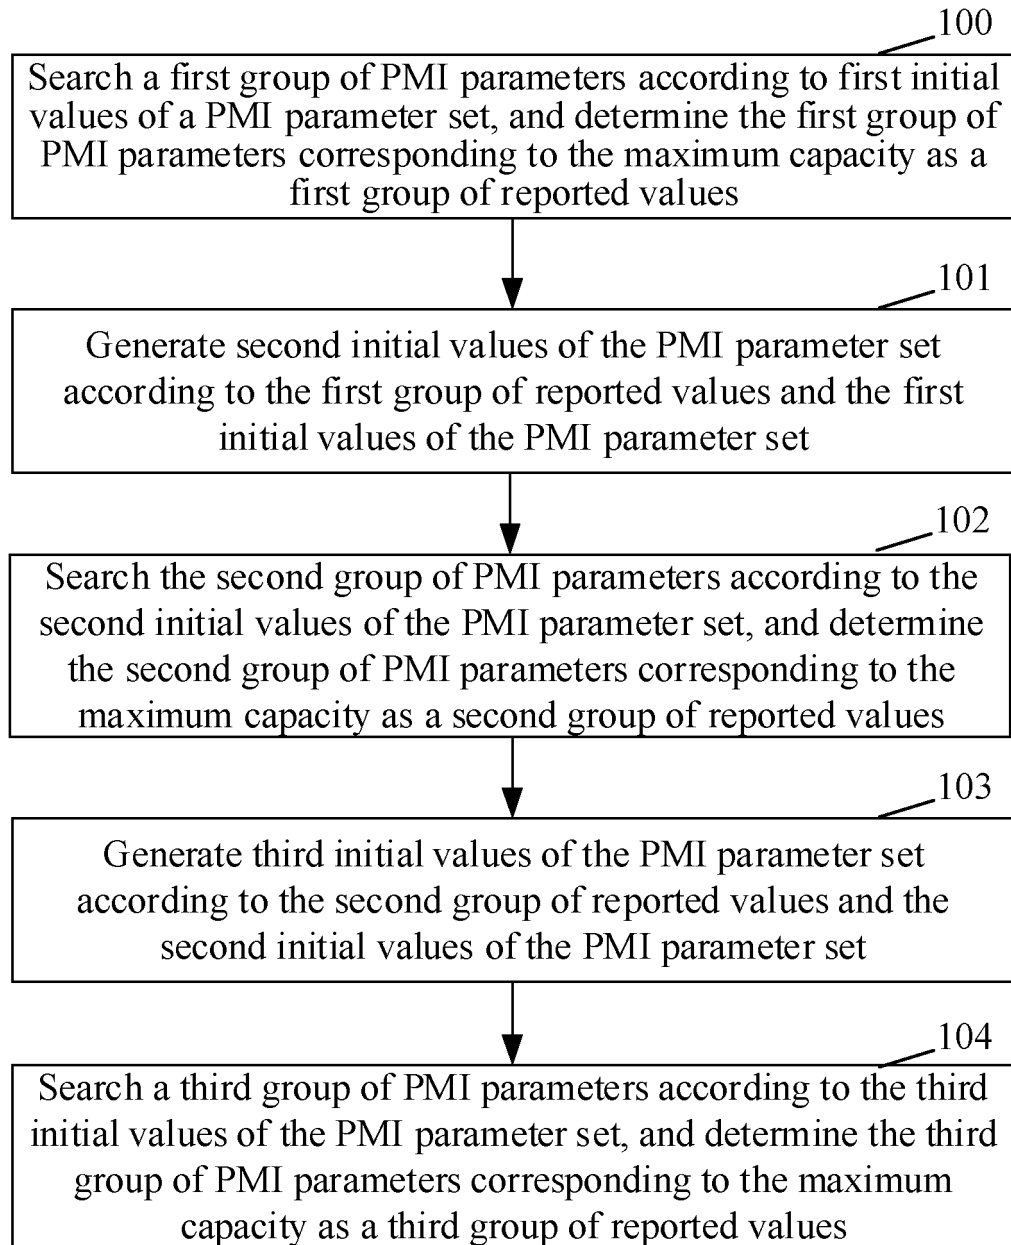 100
Search a first group of PMI parameters according to first initial
values of a PMI parameter set, and determine the first group of
PMI parameters corresponding to the maximum capacity as a
first group of reported values
101
Generate second initial values of the PMI parameter set
according to the first group of reported values and the first
initial values of the PMI parameter set
102
Search the second group of PMI parameters according to the
second initial values of the PMI parameter set, and determine
the second group of PMI parameters corresponding to the
maximum capacity as a second group of reported values
103
Generate third initial values of the PMI parameter set
according to the second group of reported values and the
second initial values of the PMI parameter set
104
Search a third group of PMI parameters according to the third
initial values of the PMI parameter set, and determine the third
group of PMI parameters corresponding to the maximum
capacity as a third group of reported values